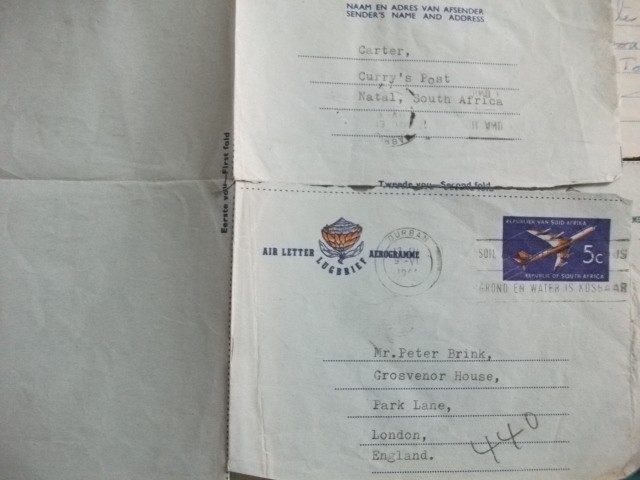 NAAM EN ADRES VAN AFSENDER
SENDER'S NAME AND ADDRESS
Carter,
Curry's Post
Natal, South Africa
Eerste vou—First fold
Tweede vou—Second fold
AIR LETTER AEROGRAMME
LUGBRIEF
DURBAN
REPUBLIEK VAN SUID-AFRIKA
5c
REPUBLIC OF SOUTH AFRICA
SOIL
GROND EN WATER IS KOSBAAR
Mr.Peter Brink,
Grosvenor House,
Park Lane,
London,
England.
440